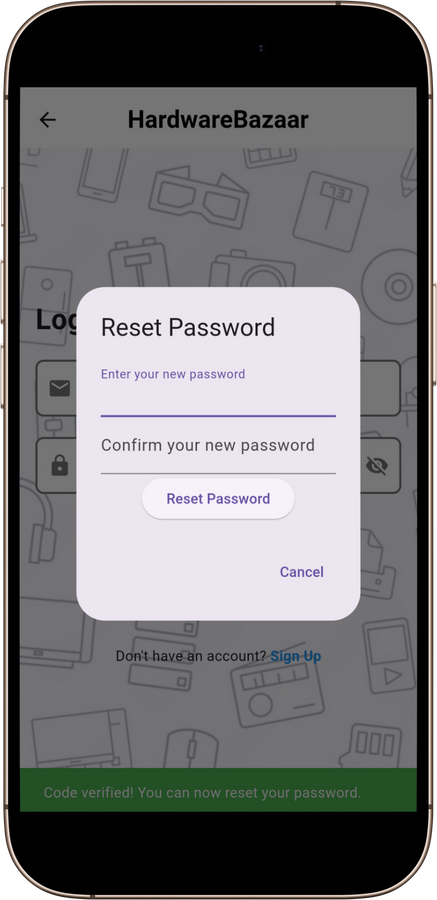 HardwareBazaar
Log
Reset Password
Enter your new password
Confirm your new password
Reset Password
Cancel
Don't have an account? Sign Up
Code verified! You can now reset your password.